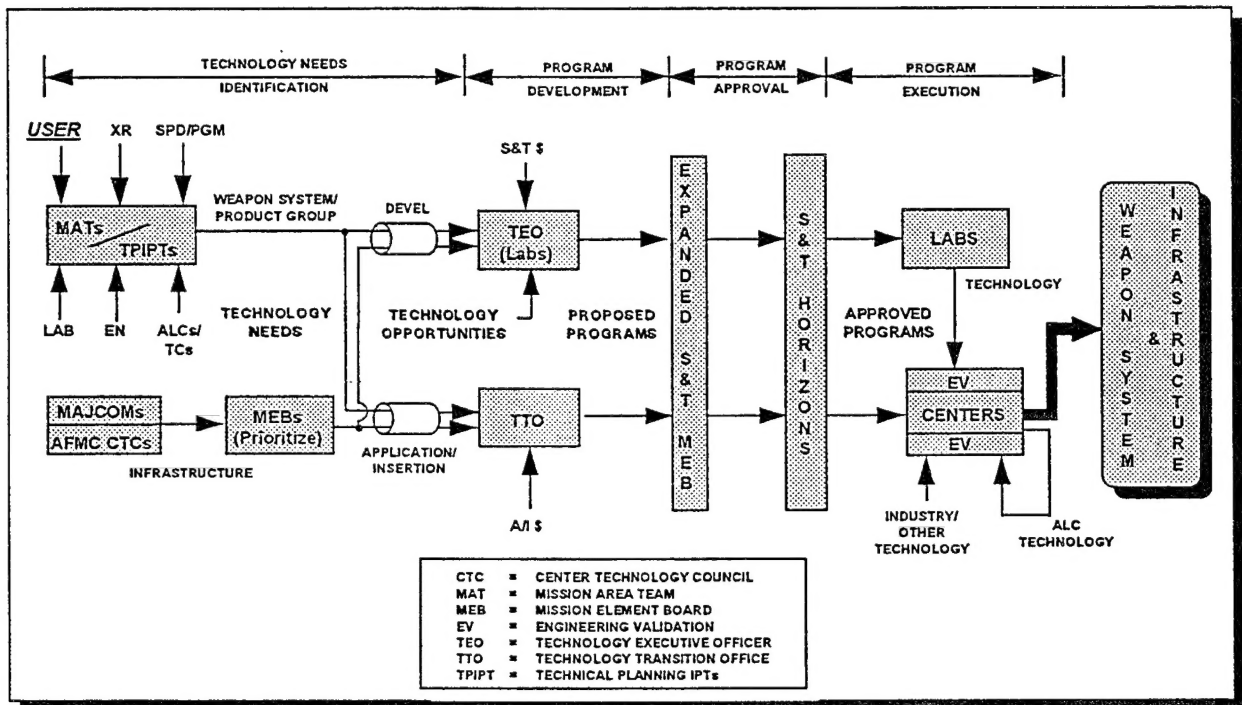 TECHNOLOGY NEEDS
IDENTIFICATION
PROGRAM
DEVELOPMENT
PROGRAM
APPROVAL
PROGRAM
EXECUTION
USER
XR
SPD/PGM
MATs
TPIPTs
LAB
EN
ALCs/
TCs
WEAPON SYSTEM/
PRODUCT GROUP
TECHNOLOGY
NEEDS
DEVEL
S&T $
TEO
(Labs)
TECHNOLOGY
OPPORTUNITIES
PROPOSED
PROGRAMS
EXPANDED S&T MEB
S&T HORIZONS
LABS
TECHNOLOGY
APPROVED
PROGRAMS
EV
CENTERS
EV
WEAPON SYSTEM
&
INFRASTRUCTURE
MAJCOMs
AFMC CTCs
INFRASTRUCTURE
MEBs
(Prioritize)
APPLICATION/
INSERTION
TTO
A/I $
INDUSTRY/
OTHER
TECHNOLOGY
ALC
TECHNOLOGY
CTC = CENTER TECHNOLOGY COUNCIL
MAT = MISSION AREA TEAM
MEB = MISSION ELEMENT BOARD
EV = ENGINEERING VALIDATION
TEO = TECHNOLOGY EXECUTIVE OFFICER
TTO = TECHNOLOGY TRANSITION OFFICE
TPIPT = TECHNICAL PLANNING IPTs